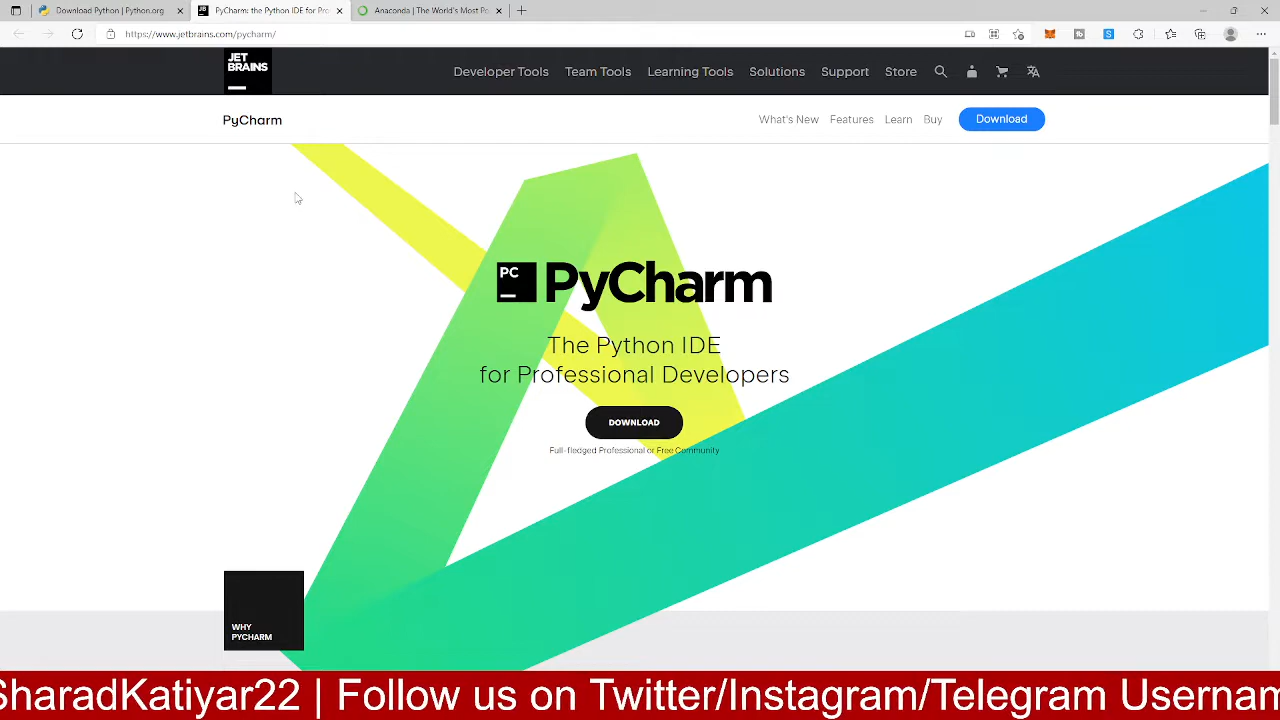 Download Python | Python.org
PyCharm: the Python IDE for Pro
Anaconda | The World's Most Po
https://www.jetbrains.com/pycharm/
JET
BRAINS
Developer Tools
Team Tools
Learning Tools
Solutions
Support
Store
PyCharm
What's New
Features
Learn
Buy
Download
PC
PyCharm
The Python IDE
for Professional Developers
DOWNLOAD
Full-fledged Professional or Free Community
WHY
PYCHARM
SharadKatiyar22 | Follow us on Twitter/Instagram/Telegram Usernam